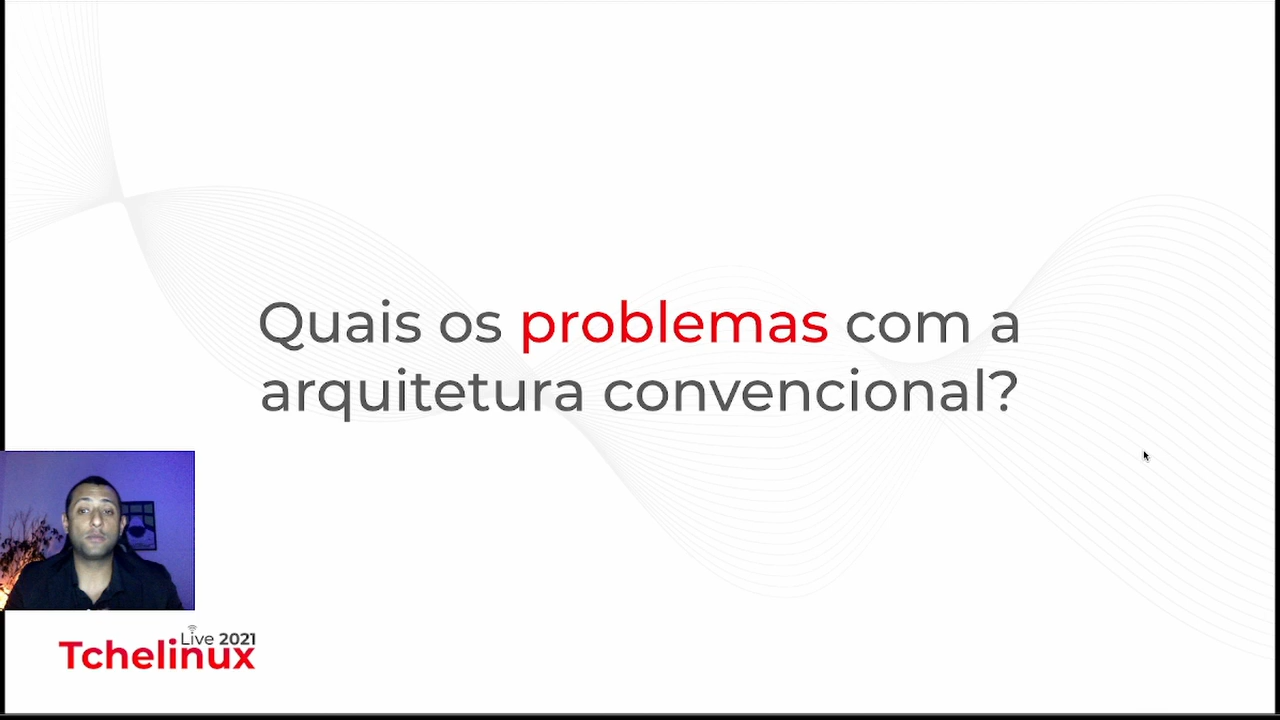 Quais os problemas com a
arquitetura convencional?
Live 2021
Tchelinux